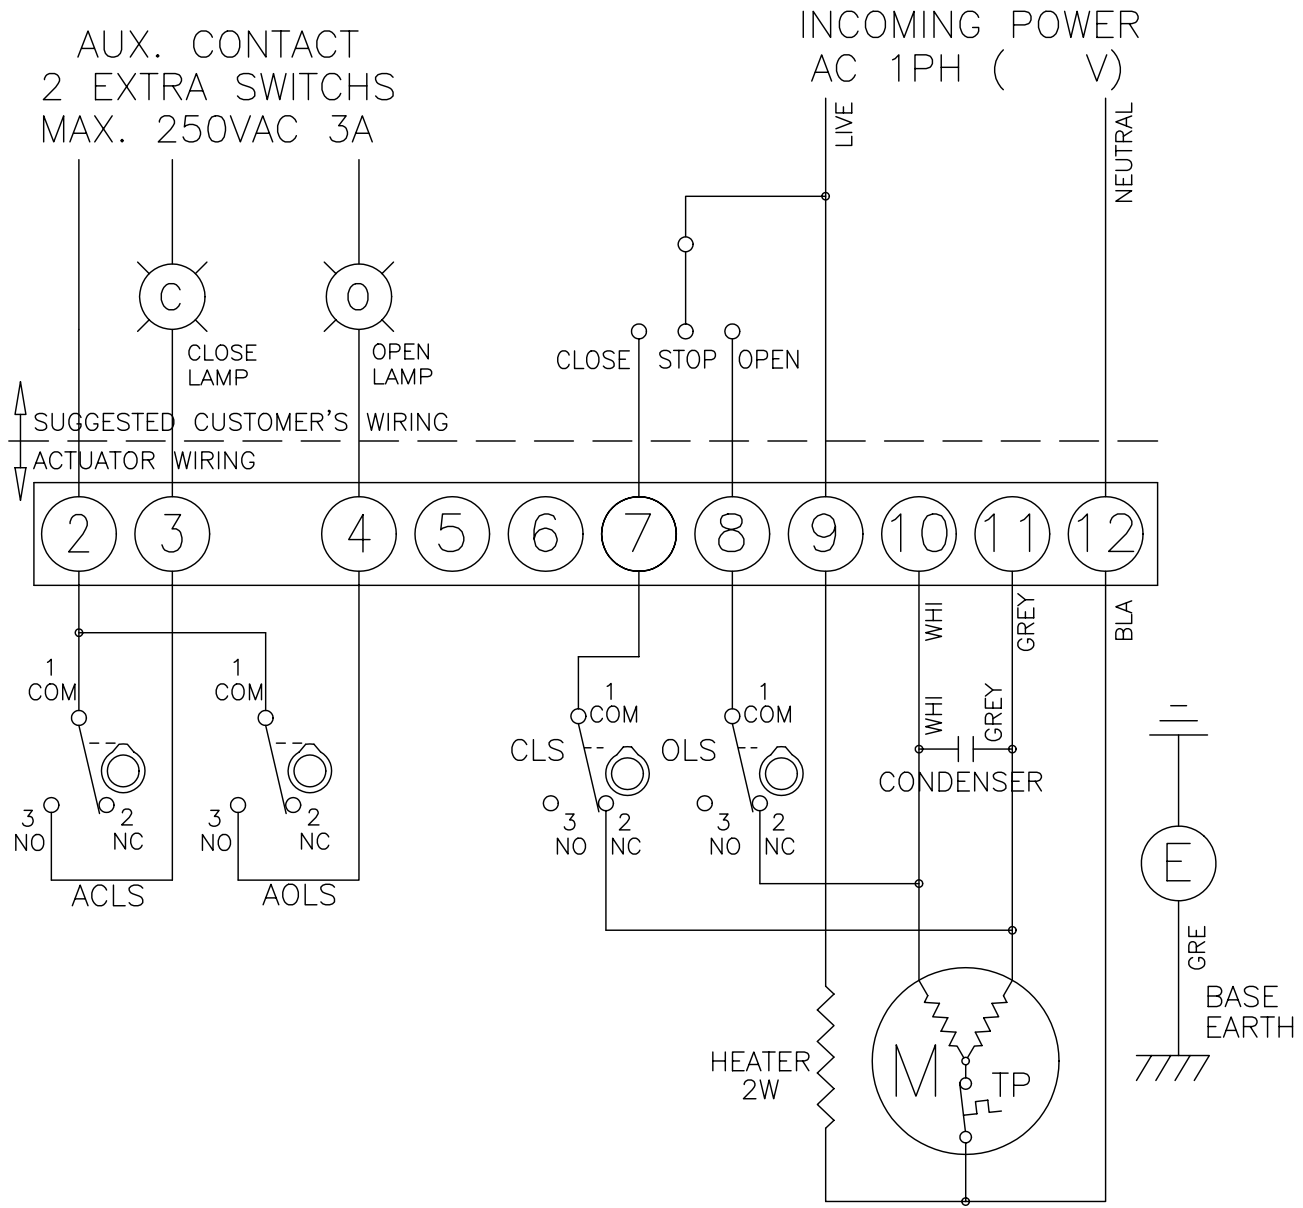 AUX. CONTACT
2 EXTRA SWITCHS
MAX. 250VAC 3A
INCOMING POWER
AC 1PH ( V)
LIVE
NEUTRAL
C
O
CLOSE
LAMP
OPEN
LAMP
CLOSE STOP OPEN
SUGGESTED CUSTOMER'S WIRING
ACTUATOR WIRING
2 3 4 5 6 7 8 9 10 11 12
WHI
GREY
BLA
1
COM
1
COM
1
COM
1
COM
WHI
GREY
CLS
OLS
CONDENSER
3
NO
2
NC
3
NO
2
NC
3
NO
2
NC
3
NO
2
NC
ACLS
AOLS
E
GRE
BASE
EARTH
HEATER
2W
M
TP